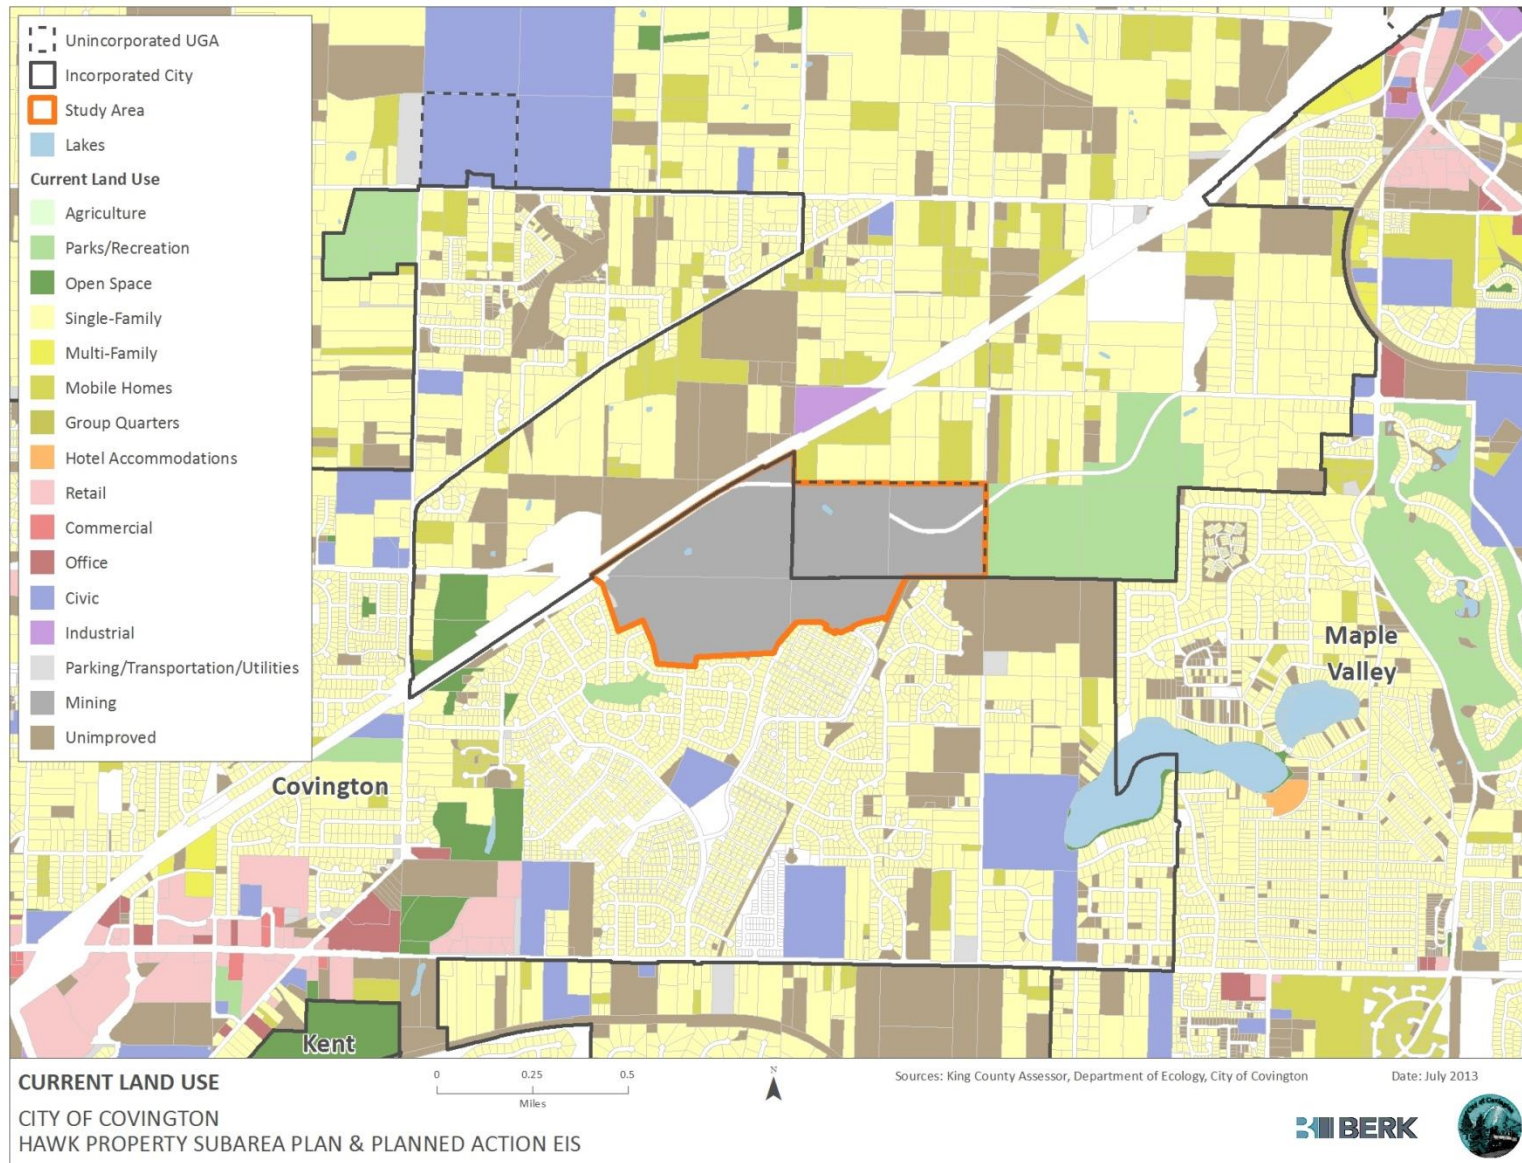 Unincorporated UGA
Incorporated City
Study Area
Lakes
Current Land Use
Agriculture
Parks/Recreation
Open Space
Single-Family
Multi-Family
Mobile Homes
Group Quarters
Hotel Accommodations
Retail
Commercial
Office
Civic
Industrial
Parking/Transportation/Utilities
Mining
Unimproved
Maple
Valley
Covington
Kent
CURRENT LAND USE
CITY OF COVINGTON
HAWK PROPERTY SUBAREA PLAN & PLANNED ACTION EIS
0 0.25 0.5
Miles
N
Sources: King County Assessor, Department of Ecology, City of Covington
Date: July 2013
BERK
City of Covington